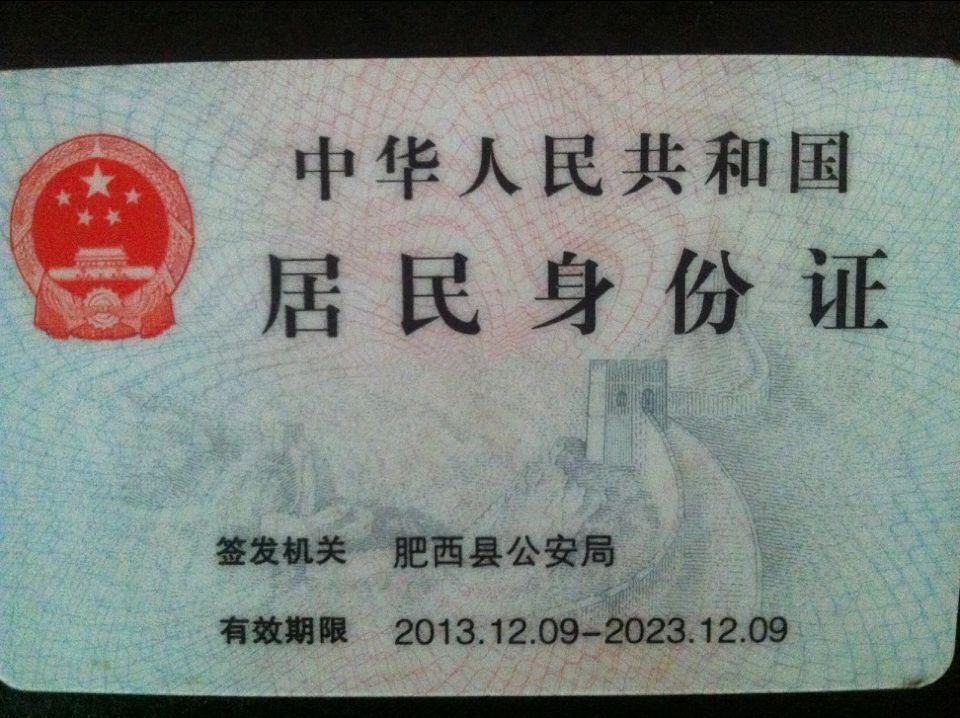 中华人民共和国
居民身份证
签发机关 肥西县公安局
有效期限 2013.12.09-2023.12.09